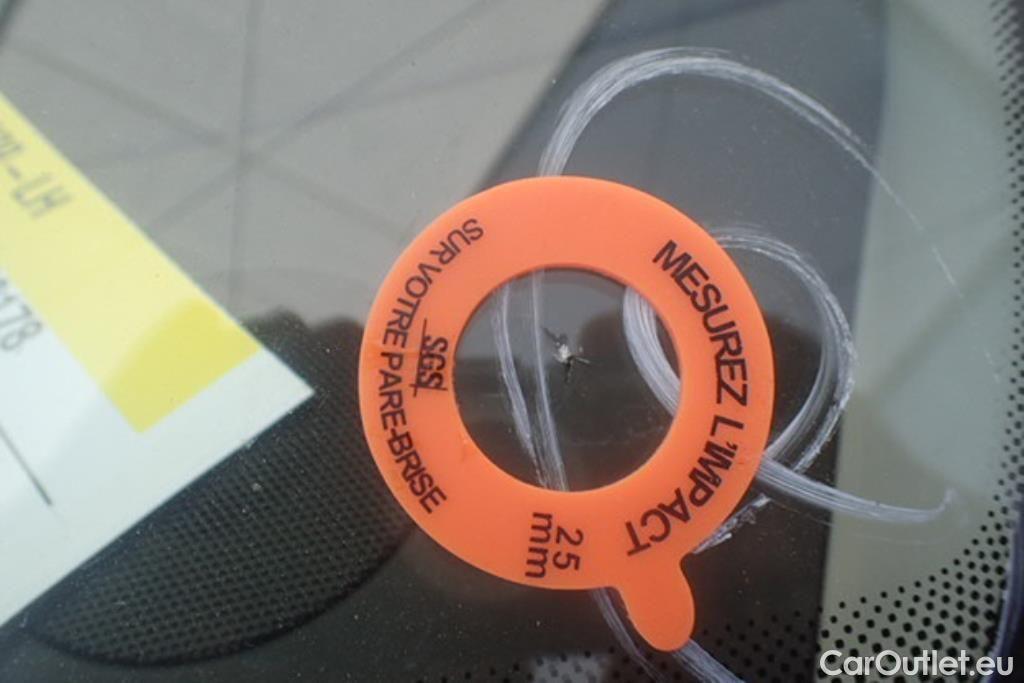 MESUREZ L'IMPACT
SUR VOTRE PARE-BRISE
SGS
25
mm
CarOutlet.eu